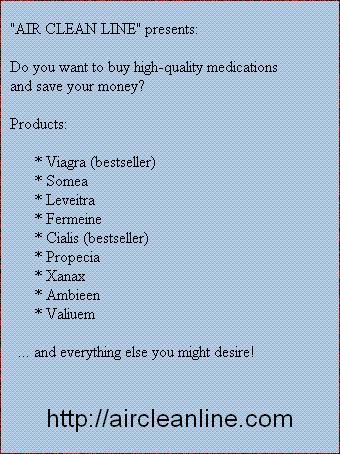 "AIR CLEAN LINE" presents:
Do you want to buy high-quality medications
and save your money?
Products:
* Viagra (bestseller)
* Somea
* Leveitra
* Fermeine
* Cialis (bestseller)
* Propecia
* Xanax
* Ambieen
* Valiuem
... and everything else you might desire!
http://aircleanline.com